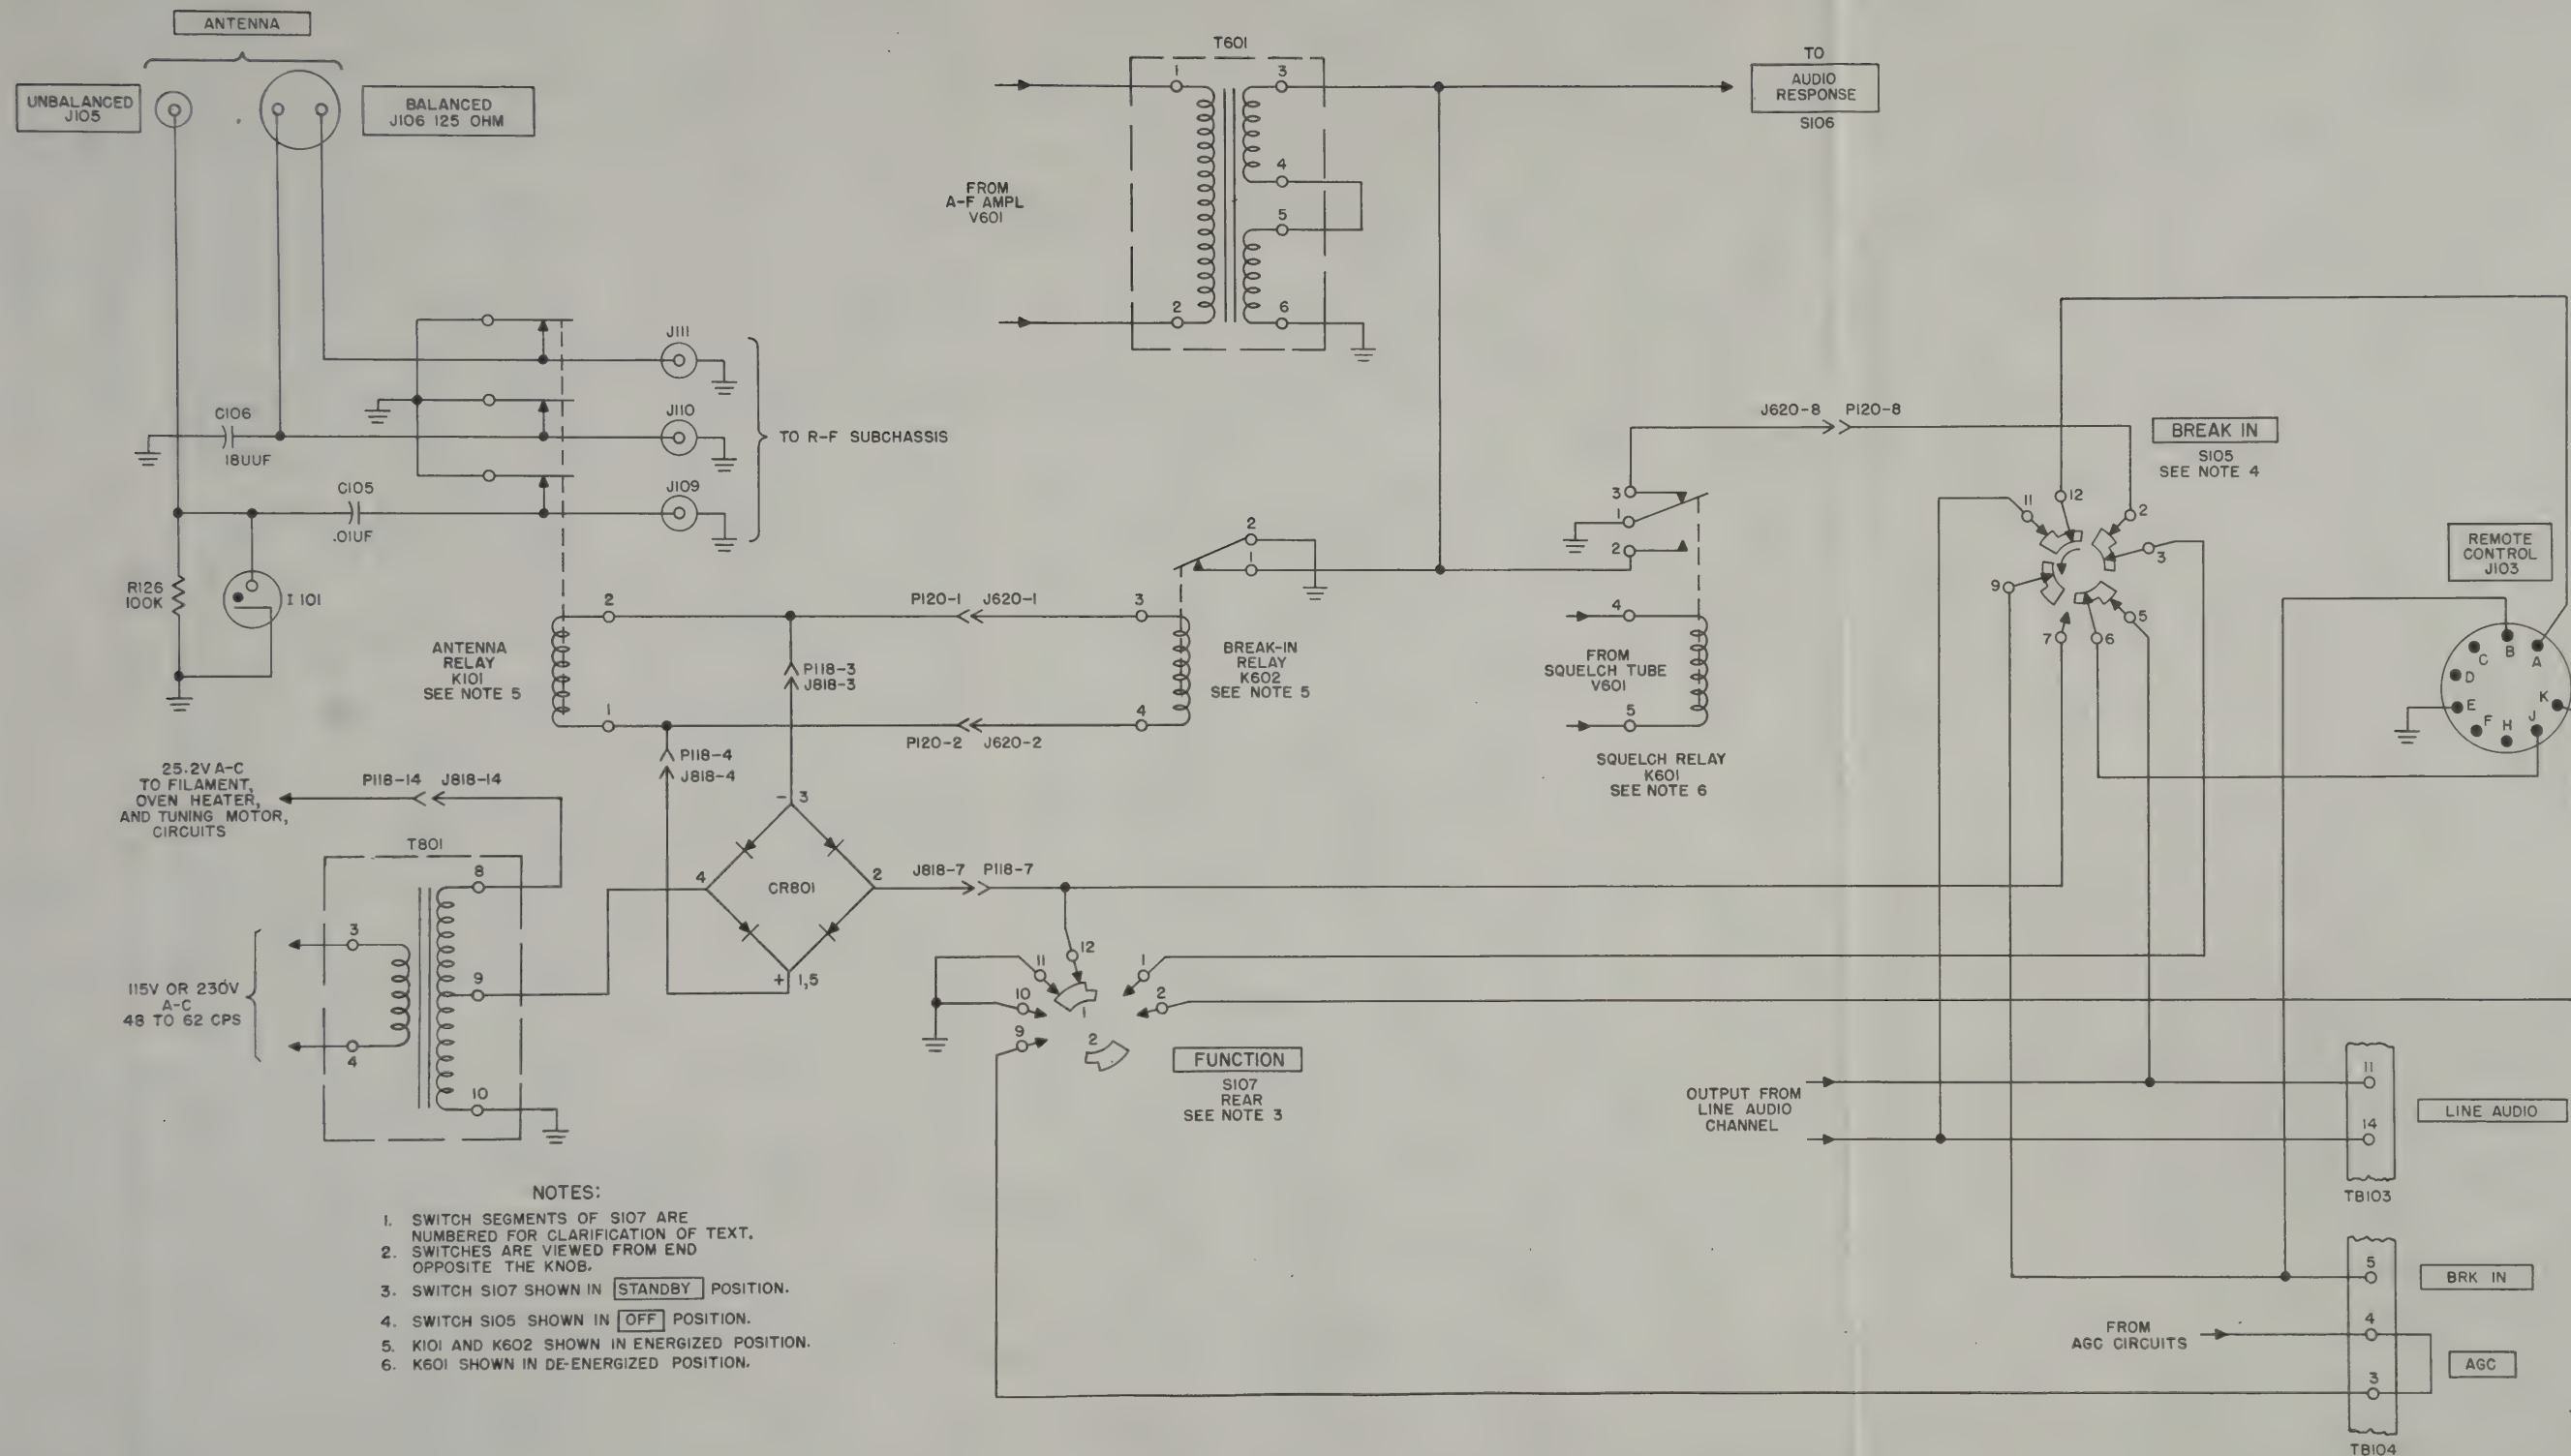 ANTENNA
UNBALANCED
J105
BALANCED
J106 125 OHM
T601
1
3
4
5
2
6
FROM
A-F AMPL
V601
TO
AUDIO
RESPONSE
S106
J111
J110
J109
TO R-F SUBCHASSIS
C106
18UUF
C105
.01UF
R126
100K
I 101
ANTENNA
RELAY
K101
SEE NOTE 5
2
1
P120-1 J620-1
3
P118-3
J818-3
P120-2 J620-2
4
P118-4
J818-4
BREAK-IN
RELAY
K602
SEE NOTE 5
2
1
3
1
2
4
5
FROM
SQUELCH TUBE
V601
SQUELCH RELAY
K601
SEE NOTE 6
J620-8 P120-8
BREAK IN
S105
SEE NOTE 4
11
12
2
3
9
7
6
5
REMOTE
CONTROL
J103
B
A
C
D
K
E
F
H
J
25.2V A-C
TO FILAMENT,
OVEN HEATER,
AND TUNING MOTOR,
CIRCUITS
P118-14 J818-14
T801
8
3
9
4
10
115V OR 230V
A-C
48 TO 62 CPS
- 3
4
CR801
2
+ 1,5
J818-7 P118-7
12
11
1
10
2
9
1
2
FUNCTION
S107
REAR
SEE NOTE 3
OUTPUT FROM
LINE AUDIO
CHANNEL
11
14
LINE AUDIO
TB103
5
BRK IN
4
FROM
AGC CIRCUITS
AGC
3
TB104
NOTES:
1. SWITCH SEGMENTS OF S107 ARE
NUMBERED FOR CLARIFICATION OF TEXT.
2. SWITCHES ARE VIEWED FROM END
OPPOSITE THE KNOB.
3. SWITCH S107 SHOWN IN STANDBY POSITION.
4. SWITCH S105 SHOWN IN OFF POSITION.
5. K101 AND K602 SHOWN IN ENERGIZED POSITION.
6. K601 SHOWN IN DE-ENERGIZED POSITION.